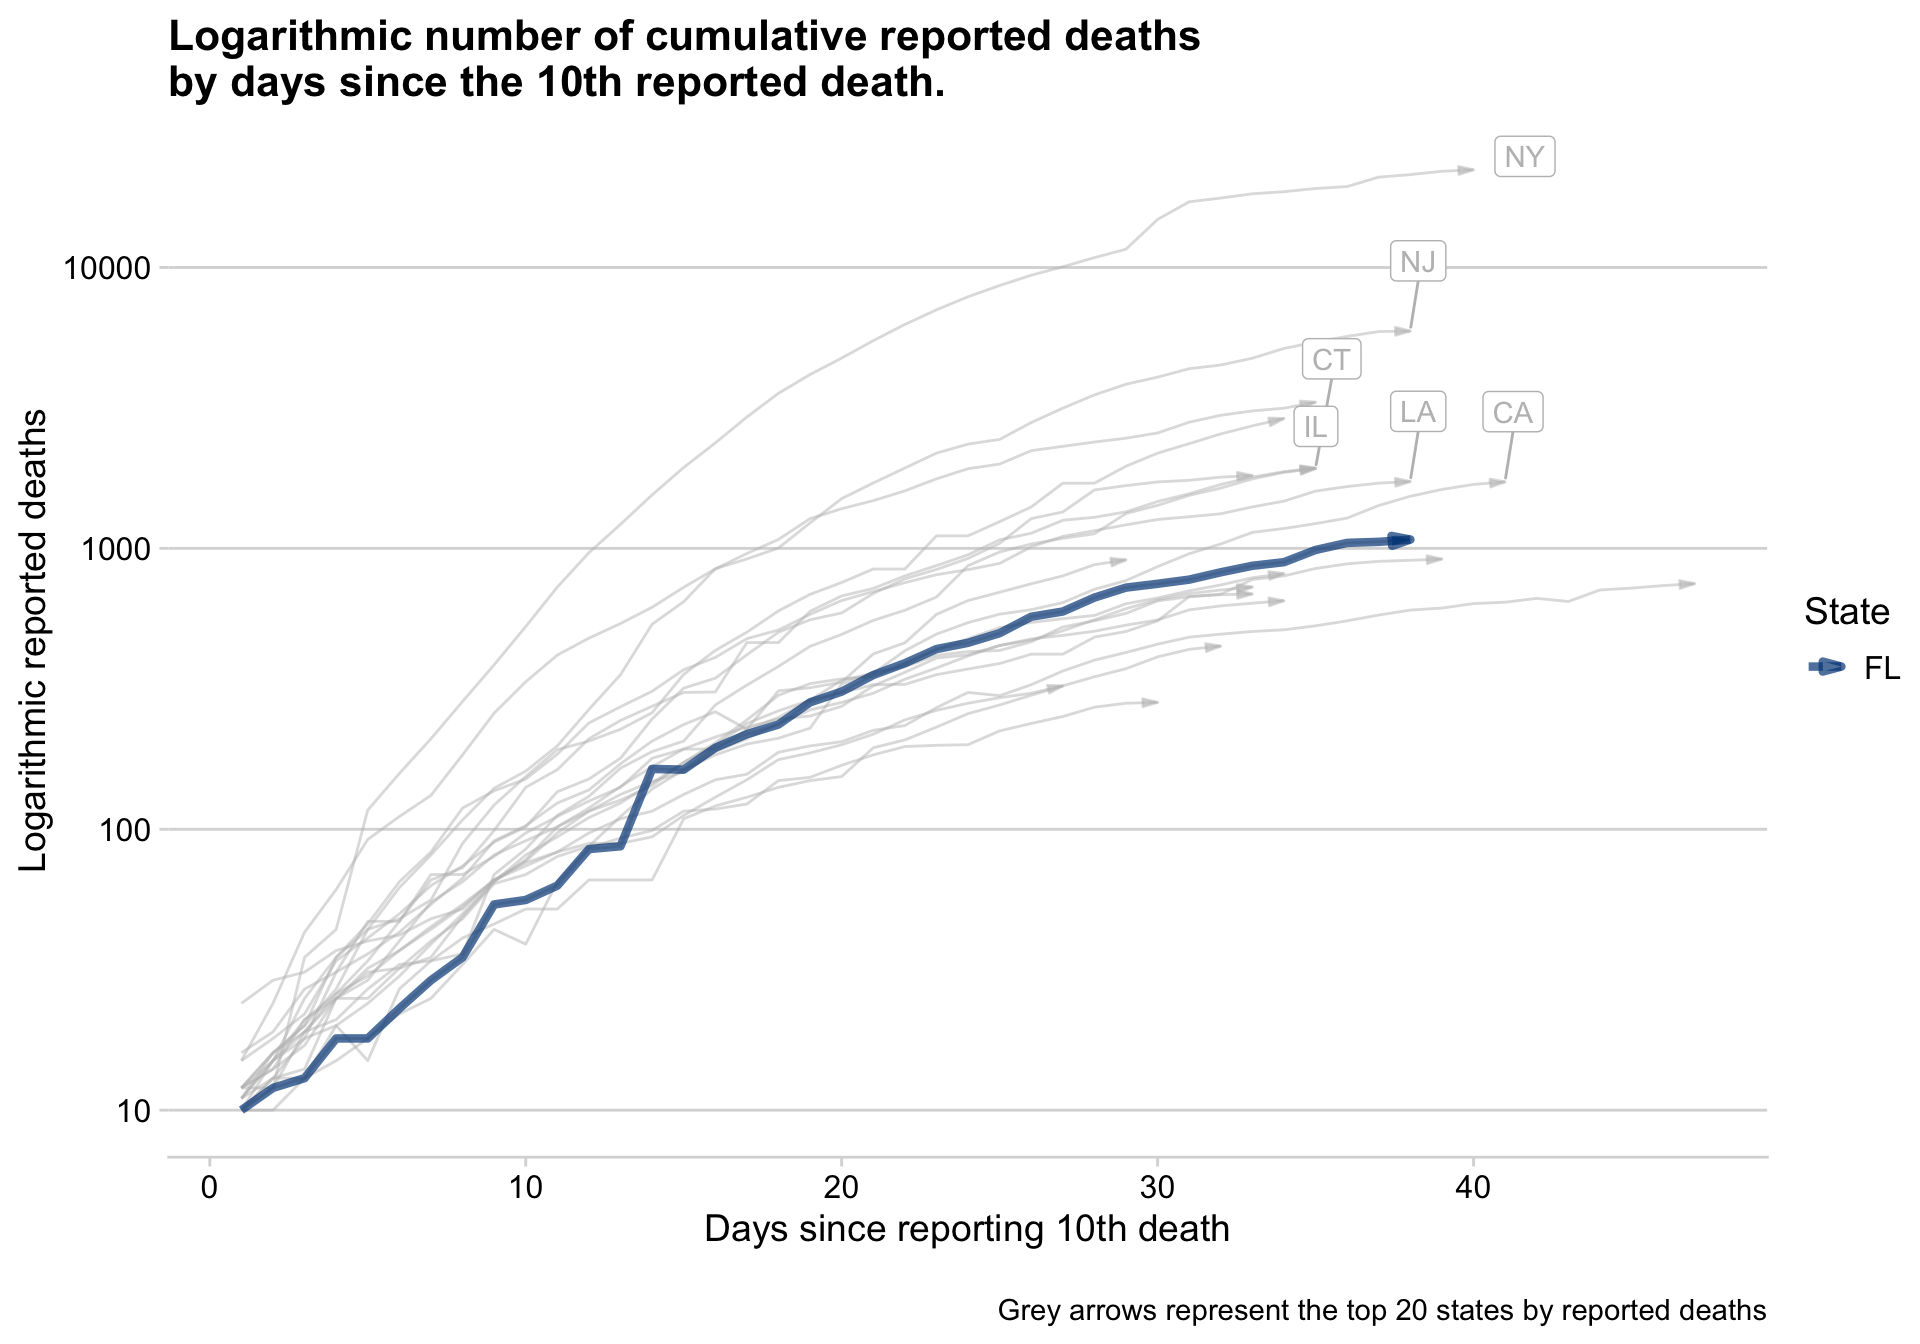 Logarithmic number of cumulative reported deaths
by days since the 10th reported death.
NY
NJ
CT
LA
CA
IL
10000
1000
100
10
Logarithmic reported deaths
State
FL
0 10 20 30 40
Days since reporting 10th death
Grey arrows represent the top 20 states by reported deaths